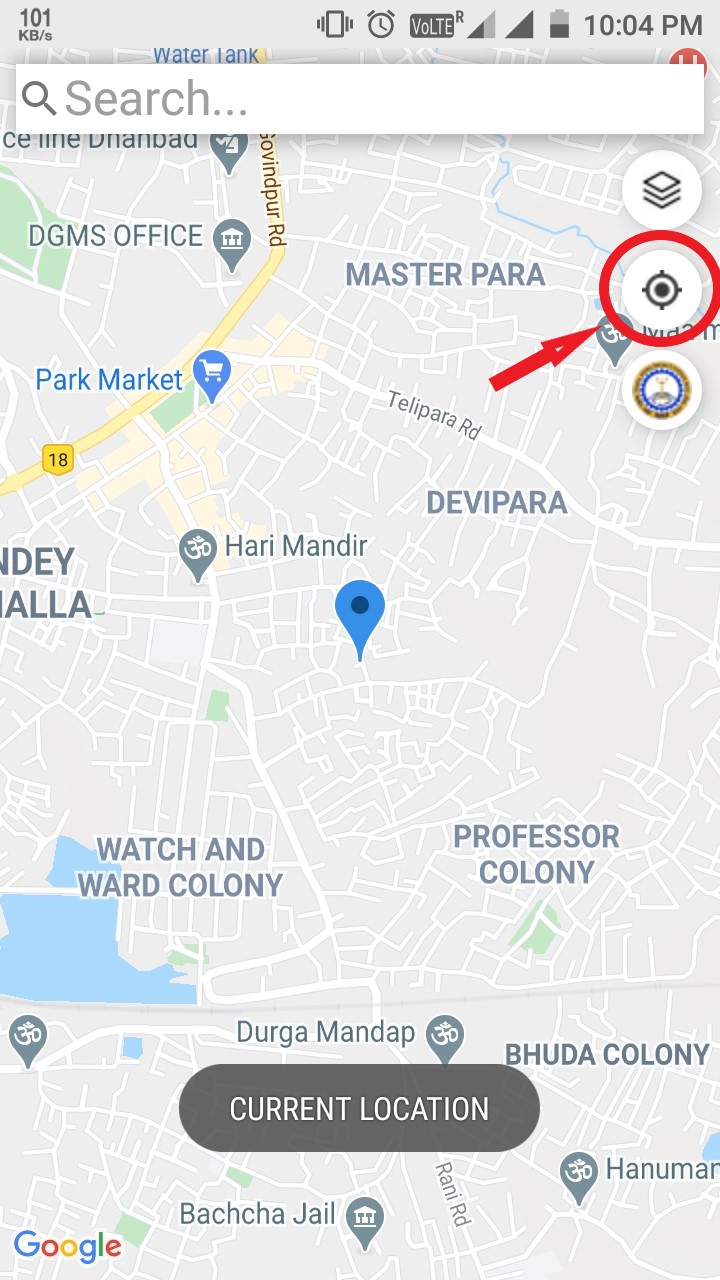 101
KB/s
VoLTE R
10:04 PM
Water Tank
H
Search...
ce line Dhanbad
Govindpur Rd
DGMS OFFICE
MASTER PARA
ॐ
Park Market
Telipara Rd
18
DEVIPARA
ॐ
Hari Mandir
NDEY
HALLA
WATCH AND
WARD COLONY
PROFESSOR
COLONY
ॐ
Durga Mandap
ॐ
BHUDA COLONY
CURRENT LOCATION
ॐ
Hanuman
Rani Rd
Bachcha Jail
Google